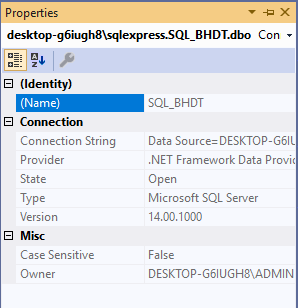 Properties
desktop-g6iugh8\sqlexpress.SQL_BHDT.dbo Con
(Identity)
(Name) SQL_BHDT
Connection
Connection String Data Source=DESKTOP-G6IUG
Provider .NET Framework Data Provi
State Open
Type Microsoft SQL Server
Version 14.00.1000
Misc
Case Sensitive False
Owner DESKTOP-G6IUGH8\ADMIN